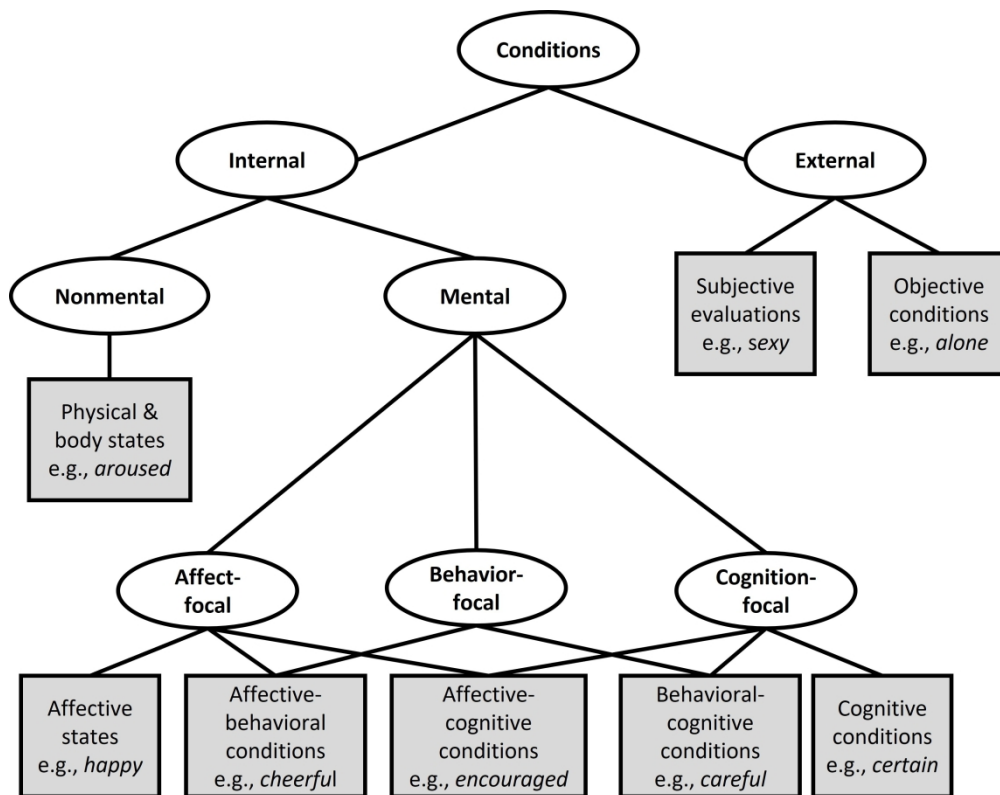 Conditions
Internal
External
Nonmental
Mental
Subjective
evaluations
e.g., sexy
Objective
conditions
e.g., alone
Physical &
body states
e.g., aroused
Affect-
focal
Behavior-
focal
Cognition-
focal
Affective
states
e.g., happy
Affective-
behavioral
conditions
e.g., cheerful
Affective-
cognitive
conditions
e.g., encouraged
Behavioral-
cognitive
conditions
e.g., careful
Cognitive
conditions
e.g., certain